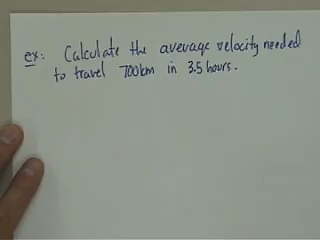 ex: Calculate the average velocity needed
to travel 700km in 3.5 hours.